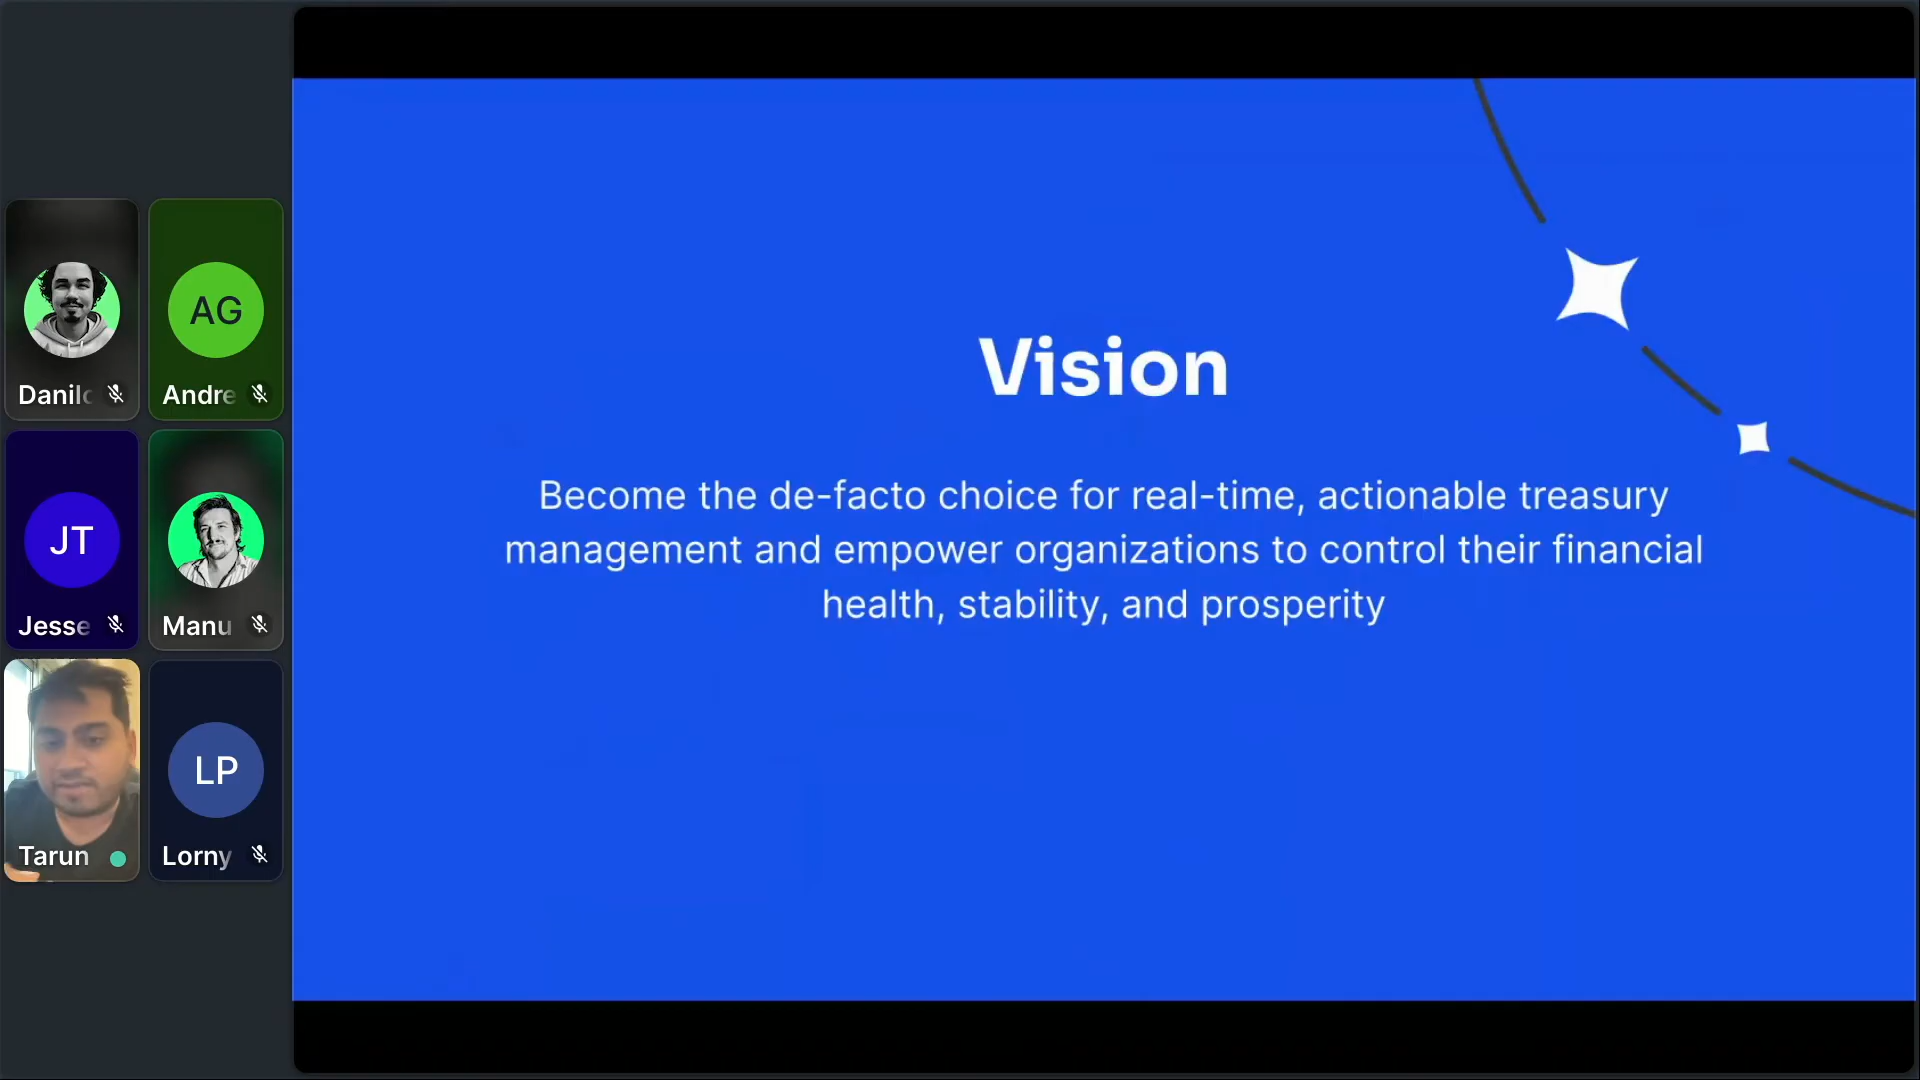 Danilo
AG
Andre
JT
Jesse
Manu
Tarun
LP
Lorny
Vision
Become the de-facto choice for real-time, actionable treasury
management and empower organizations to control their financial
health, stability, and prosperity